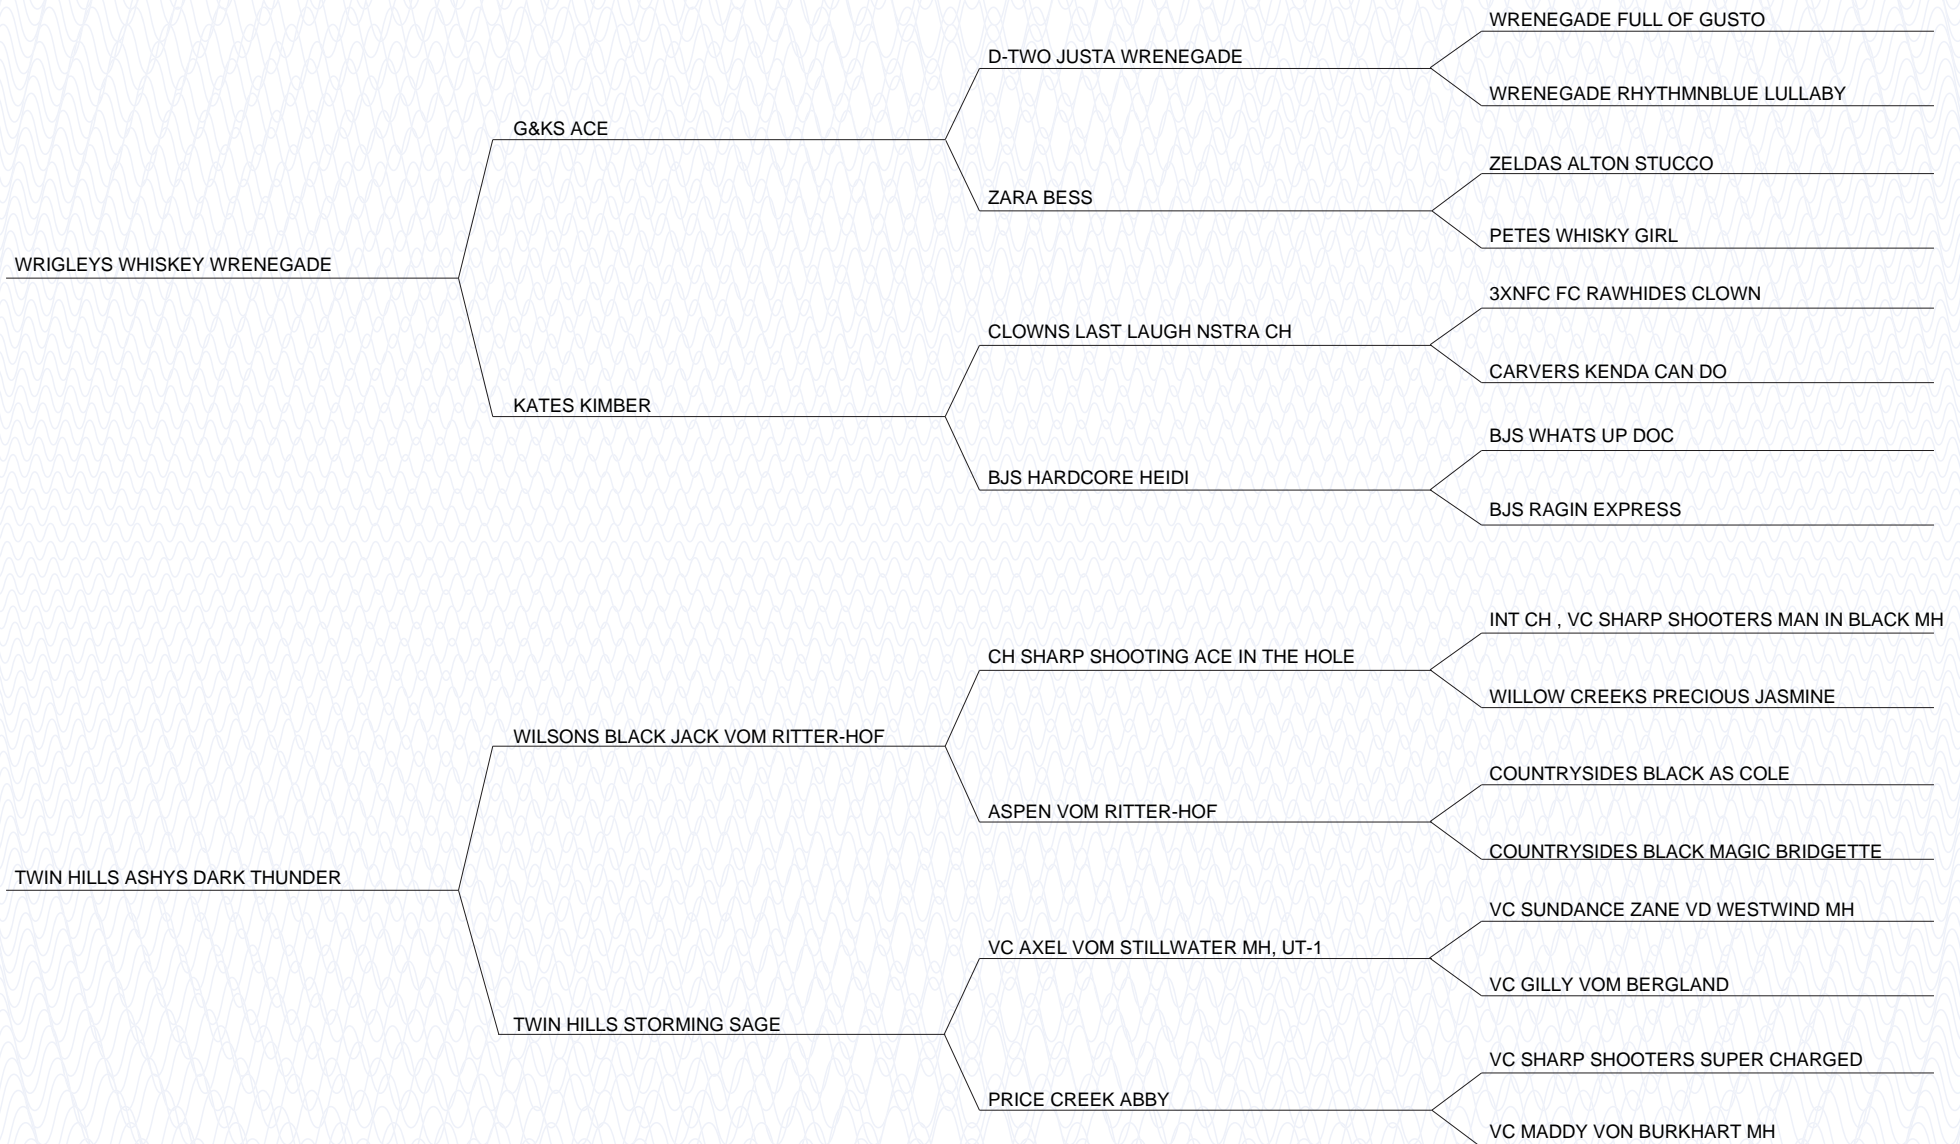 WRENEGADE FULL OF GUSTO
D-TWO JUSTA WRENEGADE
WRENEGADE RHYTHMNBLUE LULLABY
G&KS ACE
ZELDAS ALTON STUCCO
ZARA BESS
PETES WHISKY GIRL
WRIGLEYS WHISKEY WRENEGADE
3XNFC FC RAWHIDES CLOWN
CLOWNS LAST LAUGH NSTRA CH
CARVERS KENDA CAN DO
KATES KIMBER
BJS WHATS UP DOC
BJS HARDCORE HEIDI
BJS RAGIN EXPRESS
INT CH , VC SHARP SHOOTERS MAN IN BLACK MH
CH SHARP SHOOTING ACE IN THE HOLE
WILLOW CREEKS PRECIOUS JASMINE
WILSONS BLACK JACK VOM RITTER-HOF
COUNTRYSIDES BLACK AS COLE
ASPEN VOM RITTER-HOF
COUNTRYSIDES BLACK MAGIC BRIDGETTE
TWIN HILLS ASHYS DARK THUNDER
VC SUNDANCE ZANE VD WESTWIND MH
VC AXEL VOM STILLWATER MH, UT-1
VC GILLY VOM BERGLAND
TWIN HILLS STORMING SAGE
VC SHARP SHOOTERS SUPER CHARGED
PRICE CREEK ABBY
VC MADDY VON BURKHART MH